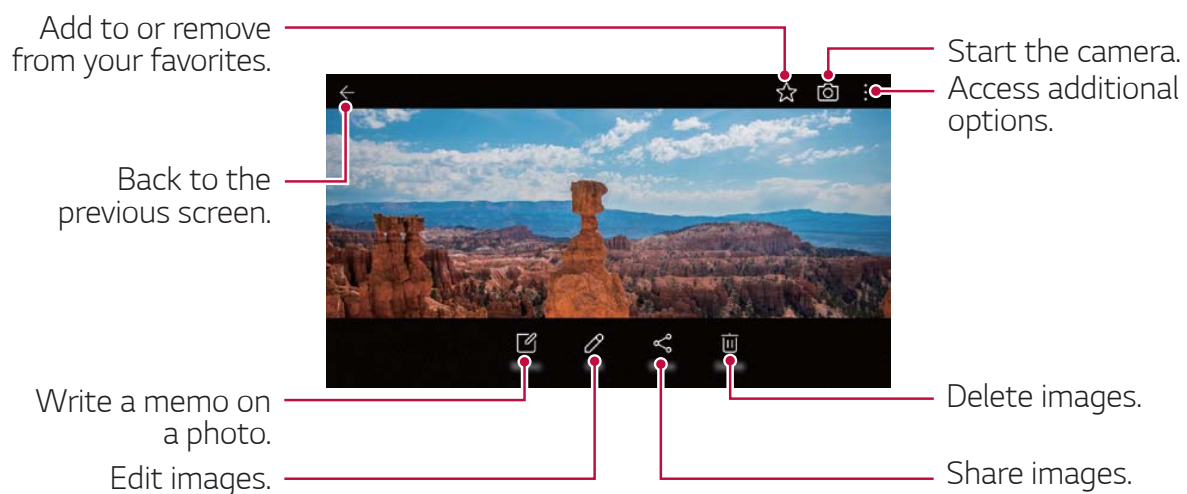 Add to or remove
from your favorites.
Start the camera.
Access additional
options.
Back to the
previous screen.
Write a memo on
a photo.
Edit images.
Delete images.
Share images.